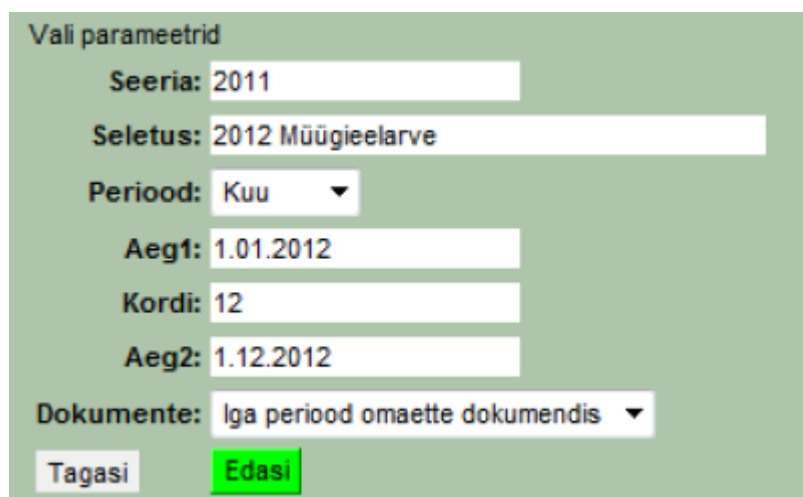 Vali parameetrid
Seeria: 2011
Seletus: 2012 Müügieelarve
Periood: Kuu
Aeg1: 1.01.2012
Kordi: 12
Aeg2: 1.12.2012
Dokumente: Iga periood omaette dokumendis
Tagasi Edasi